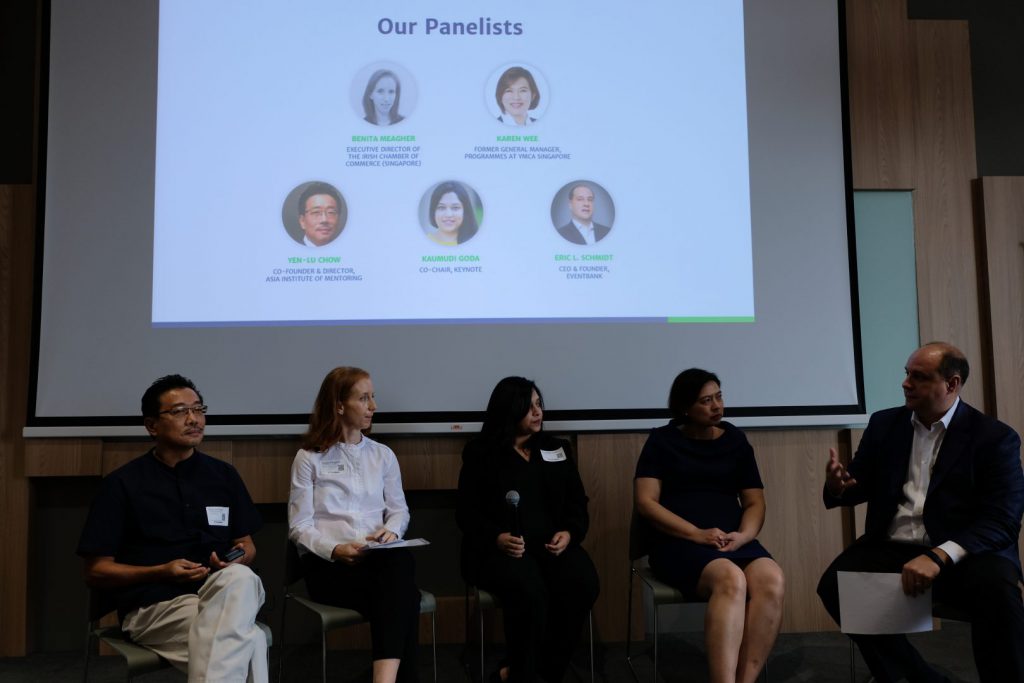 Our Panelists
BENITA MEAGHER
EXECUTIVE DIRECTOR OF
THE IRISH CHAMBER OF
COMMERCE (SINGAPORE)
KAREN WEE
FORMER GENERAL MANAGER,
PROGRAMMES AT YMCA SINGAPORE
YEN-LU CHOW
CO-FOUNDER & DIRECTOR,
ASIA INSTITUTE OF MENTORING
KAUMUDI GODA
CO-CHAIR, KEYNOTE
ERIC L. SCHMIDT
CEO & FOUNDER,
EVENTBANK